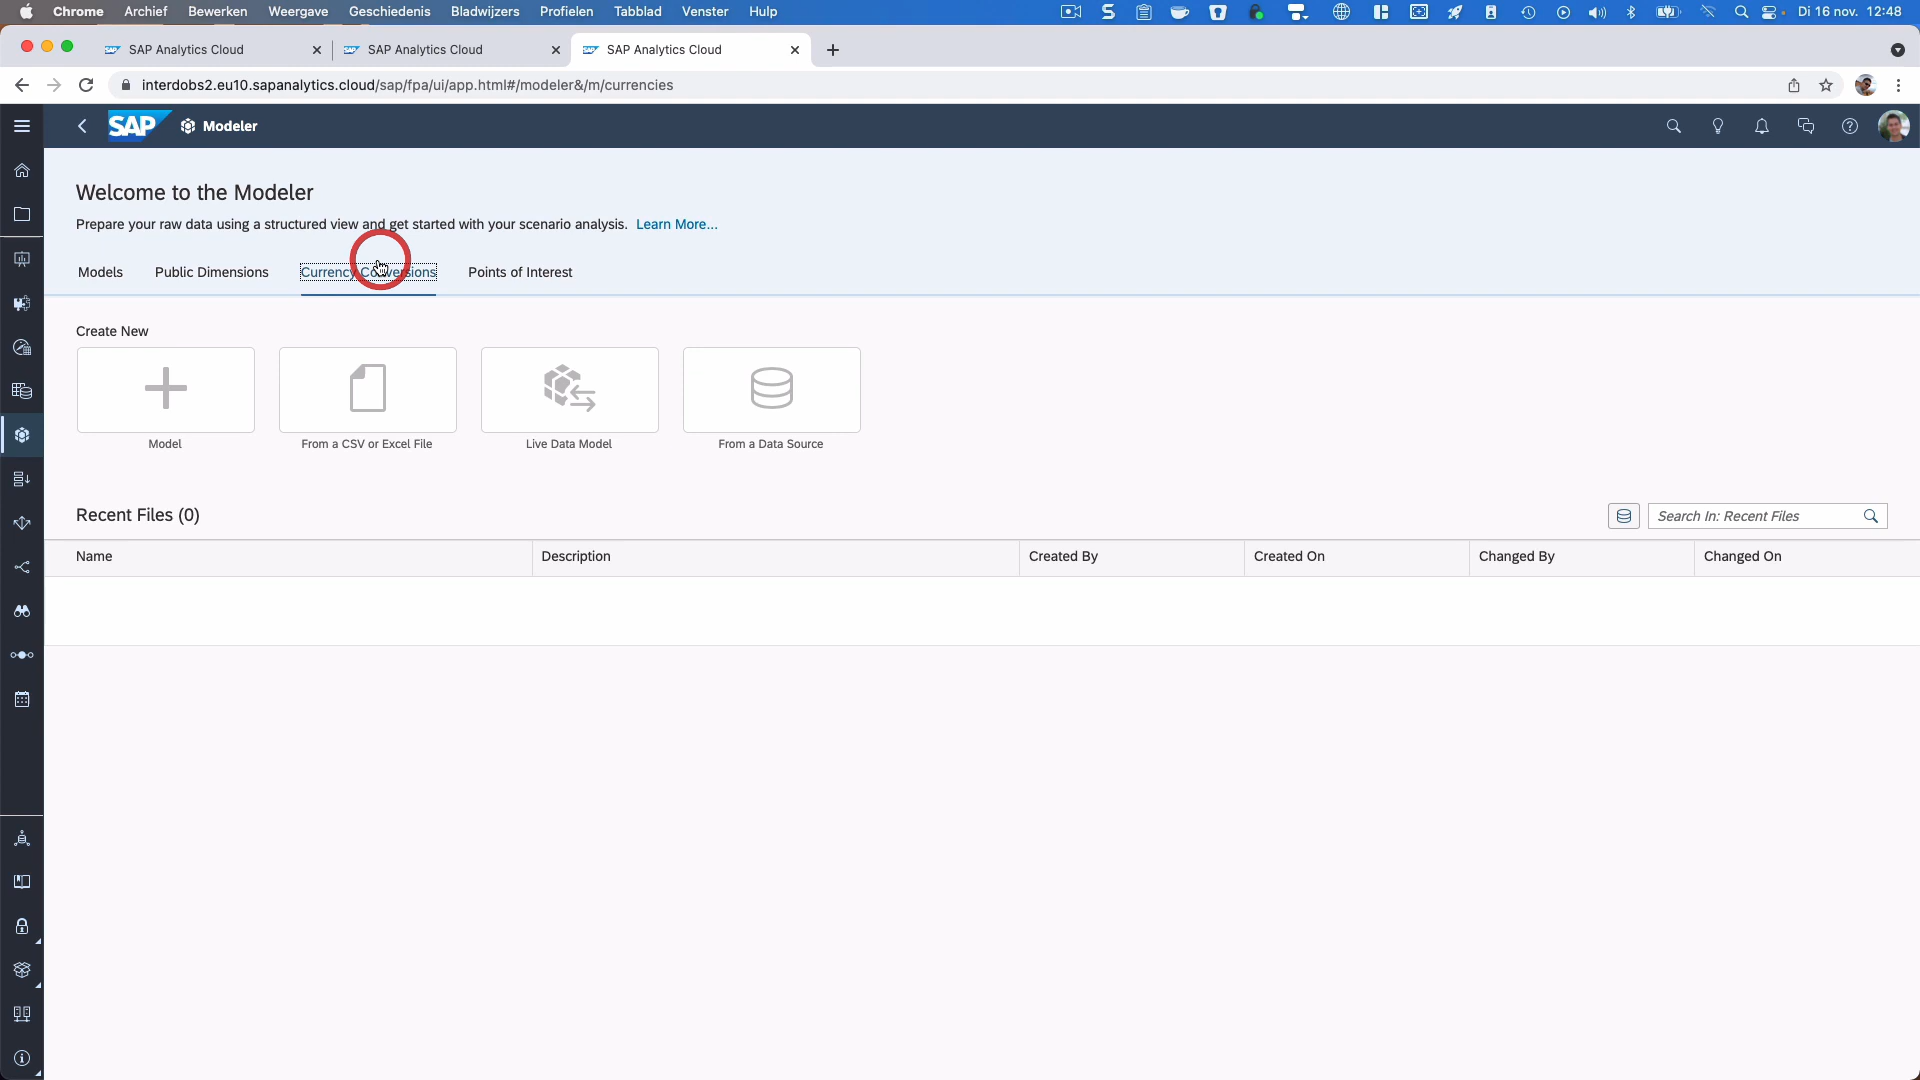 Chrome Archief Bewerken Weergave Geschiedenis Bladwijzers Profielen Tabblad Venster Hulp Di 16 nov. 12:48
SAP Analytics Cloud SAP Analytics Cloud SAP Analytics Cloud
interdobs2.eu10.sapanalytics.cloud/sap/fpa/ui/app.html#/modeler&/m/currencies
SAP Modeler
Welcome to the Modeler
Prepare your raw data using a structured view and get started with your scenario analysis. Learn More...
Models Public Dimensions Currency Conversions Points of Interest
Create New
Model From a CSV or Excel File Live Data Model From a Data Source
Recent Files (0) Search In: Recent Files
Name Description Created By Created On Changed By Changed On